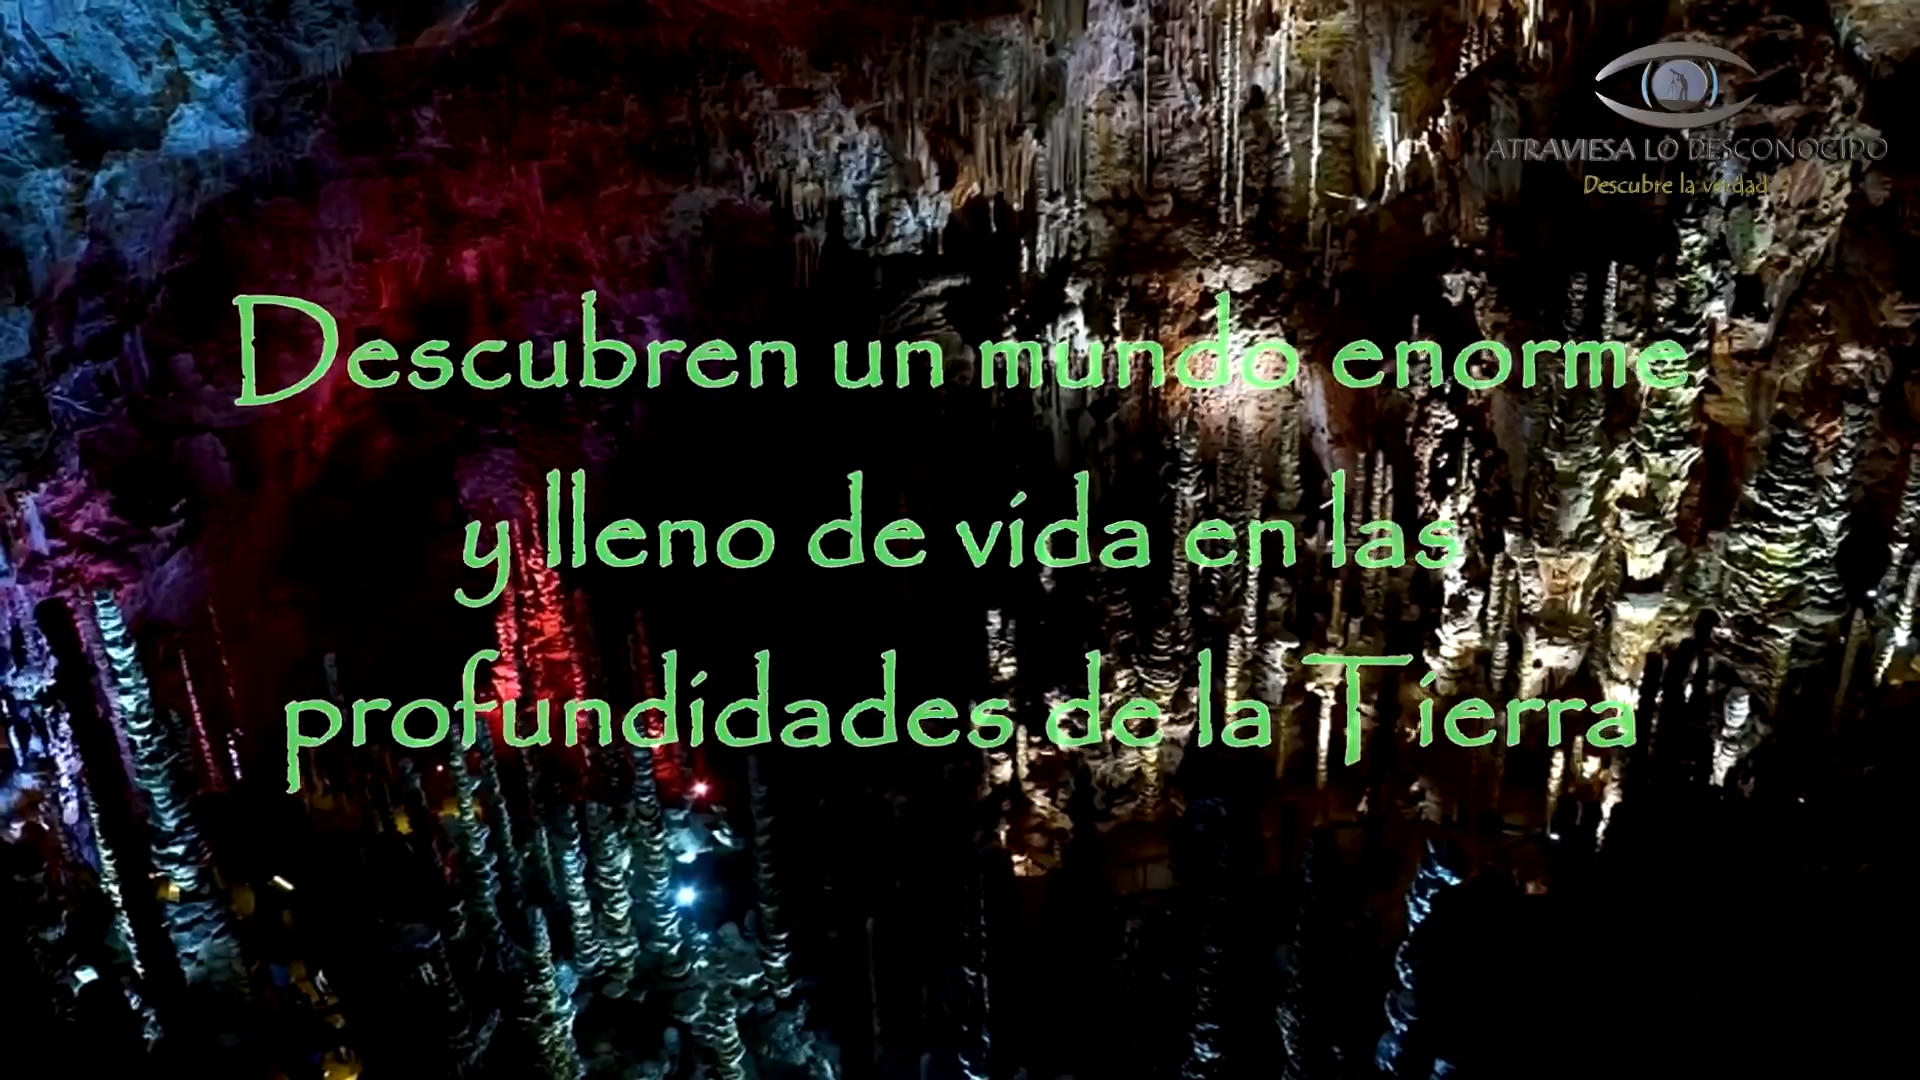 ATRAVIESA LO DESCONOCIDO
Descubre la verdad
Descubren un mundo enorme
y lleno de vida en las
profundidades de la Tierra